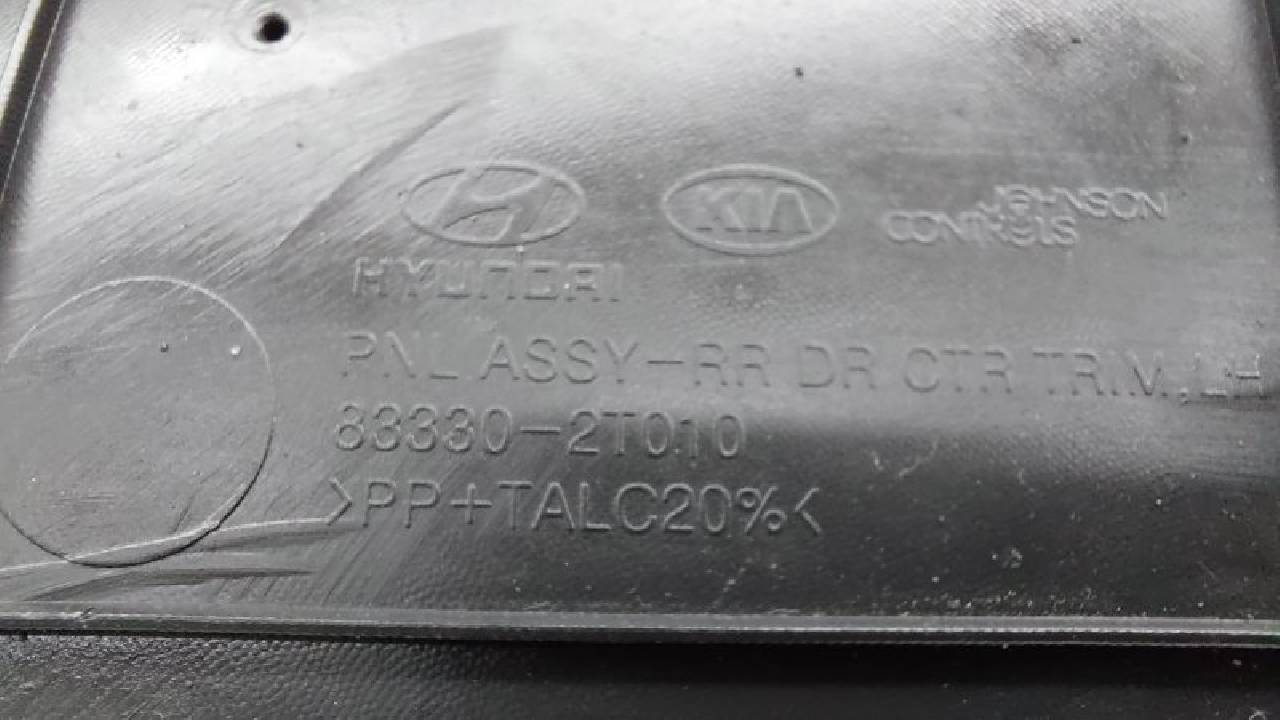 KIA
JOHNSON
CONTROLS
HYUNDAI
PNL ASSY-RR DR CTR TRIM, LH
83330-2T010
>PP+TALC20%<